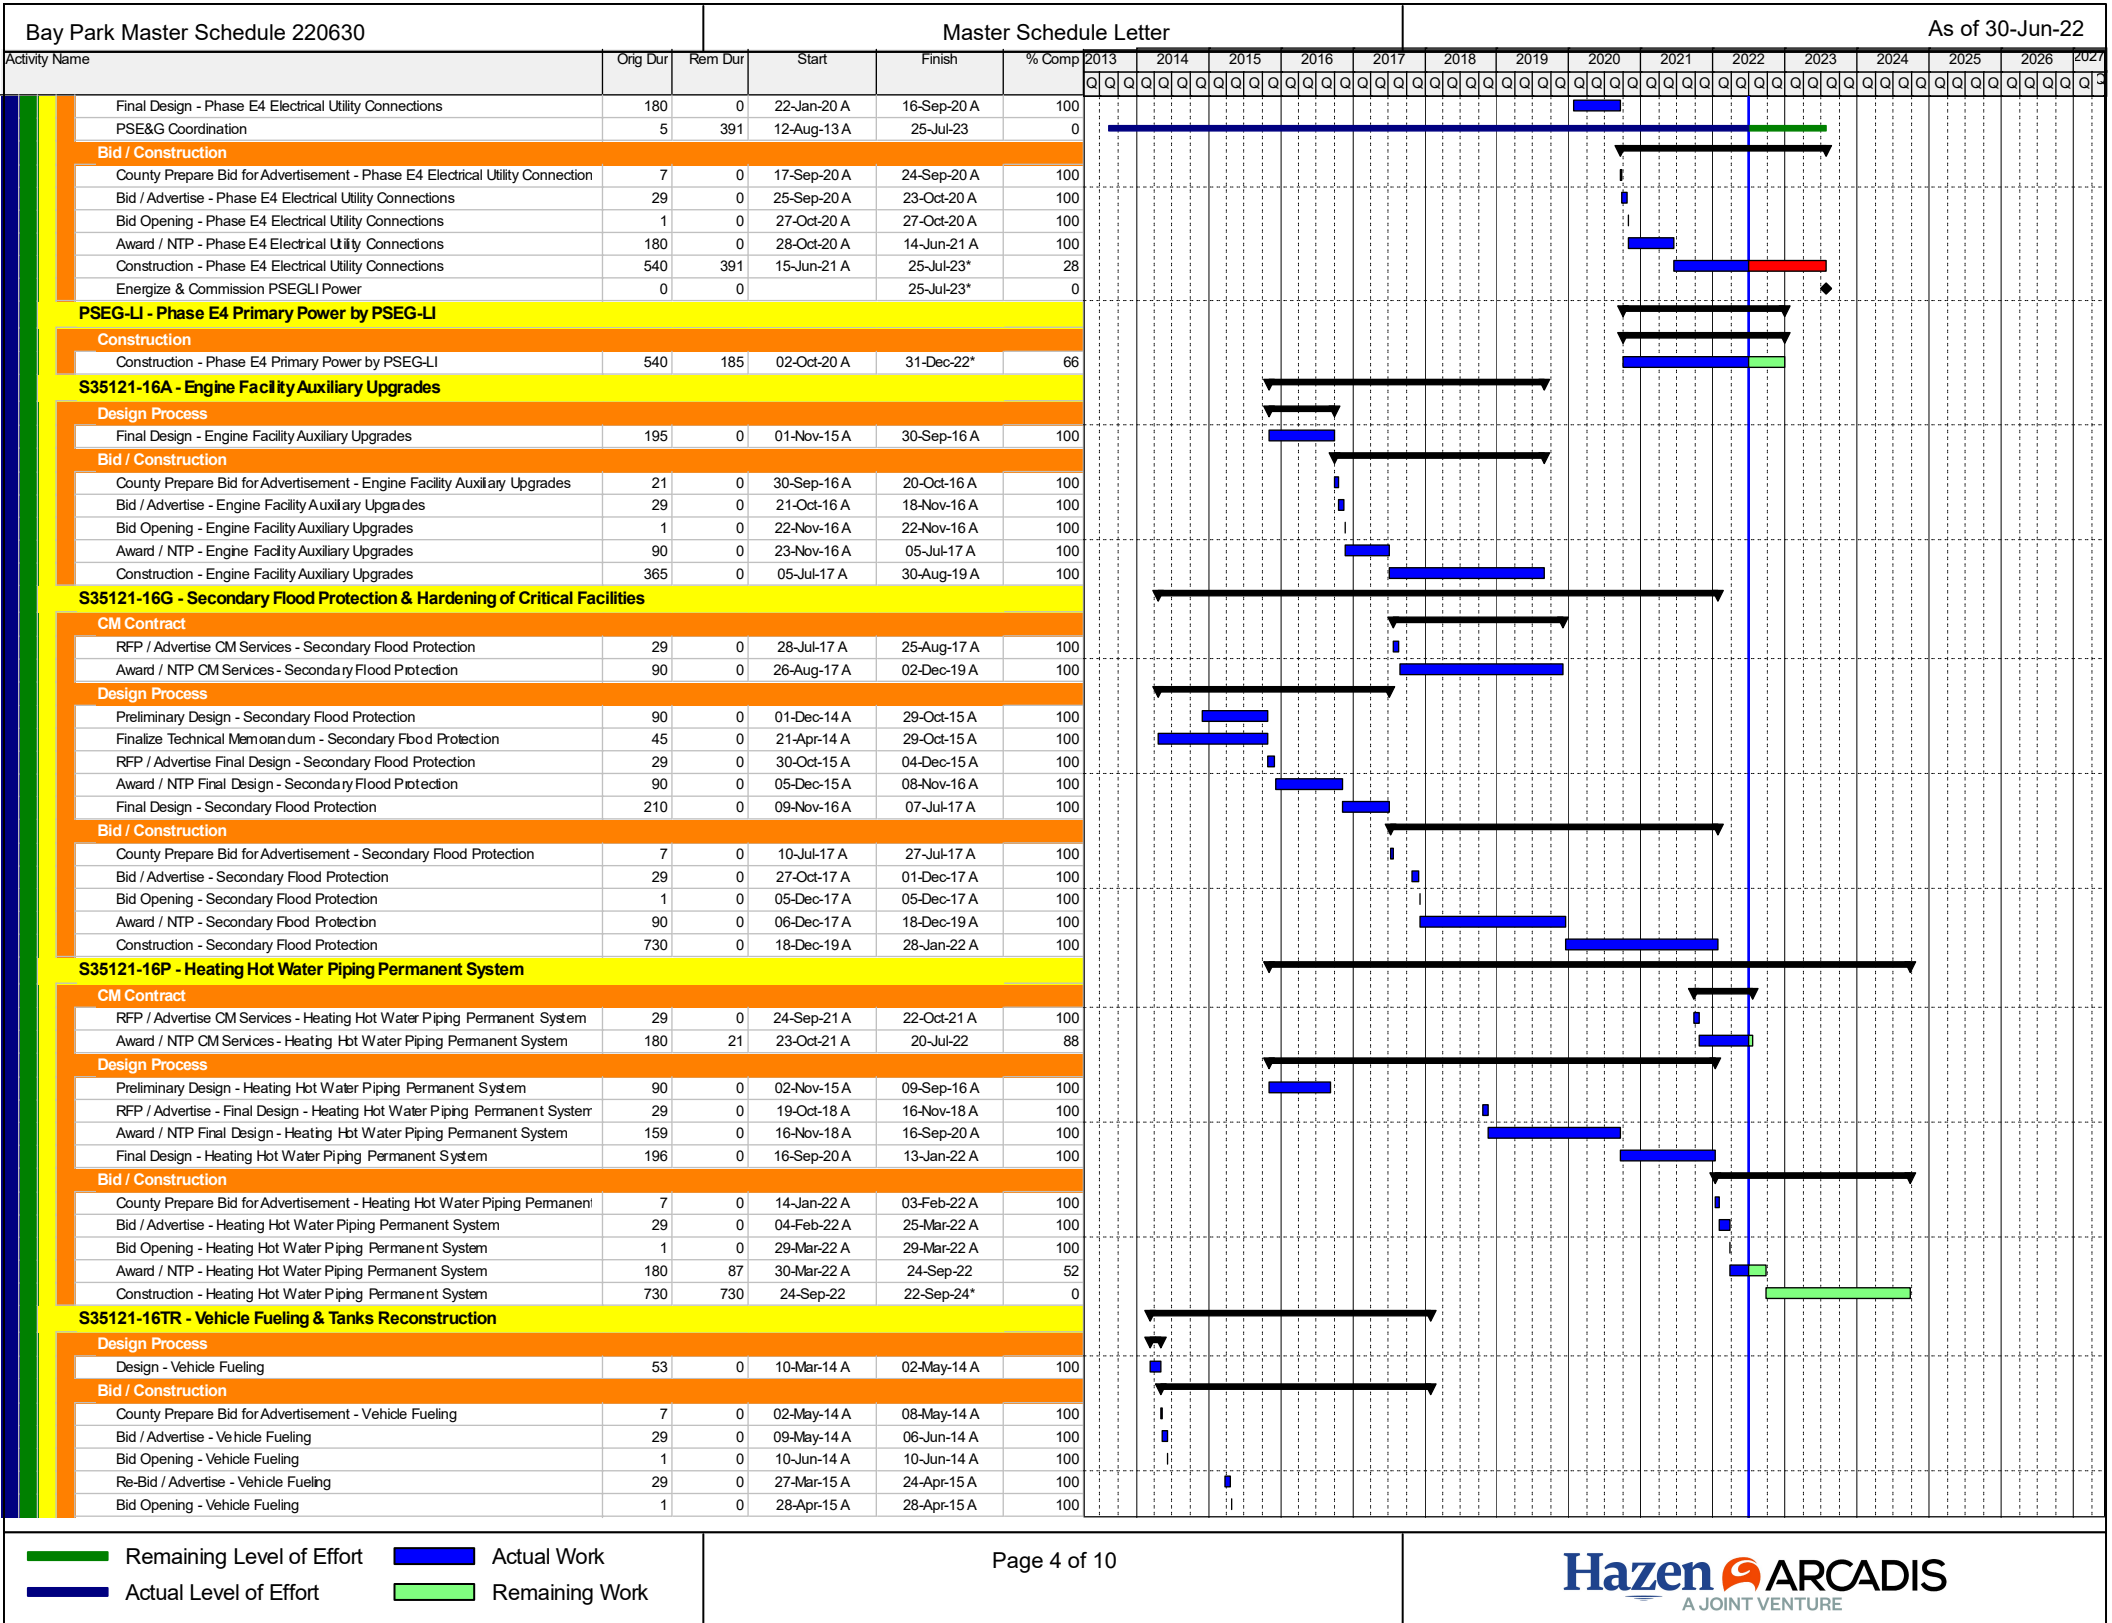 Bay Park Master Schedule 220630 Master Schedule Letter As of 30-Jun-22
Activity Name Orig Dur Rem Dur Start Finish % Comp 2013 2014 2015 2016 2017 2018 2019 2020 2021 2022 2023 2024 2025 2026 2027
Q Q Q Q Q Q Q Q Q Q Q Q Q Q Q Q Q Q Q Q Q Q Q Q Q Q Q Q Q Q Q Q Q Q Q Q Q Q Q Q Q Q Q Q Q Q Q Q Q Q Q Q Q Q Q Q
Final Design - Phase E4 Electrical Utility Connections 180 0 22-Jan-20 A 16-Sep-20 A 100
PSE&G Coordination 5 391 12-Aug-13 A 25-Jul-23 0
Bid / Construction
County Prepare Bid for Advertisement - Phase E4 Electrical Utility Connection 7 0 17-Sep-20 A 24-Sep-20 A 100
Bid / Advertise - Phase E4 Electrical Utility Connections 29 0 25-Sep-20 A 23-Oct-20 A 100
Bid Opening - Phase E4 Electrical Utility Connections 1 0 27-Oct-20 A 27-Oct-20 A 100
Award / NTP - Phase E4 Electrical Utility Connections 180 0 28-Oct-20 A 14-Jun-21 A 100
Construction - Phase E4 Electrical Utility Connections 540 391 15-Jun-21 A 25-Jul-23* 28
Energize & Commission PSEGLI Power 0 0 25-Jul-23* 0
PSEG-LI - Phase E4 Primary Power by PSEG-LI
Construction
Construction - Phase E4 Primary Power by PSEG-LI 540 185 02-Oct-20 A 31-Dec-22* 66
S35121-16A - Engine Facility Auxiliary Upgrades
Design Process
Final Design - Engine Facility Auxiliary Upgrades 195 0 01-Nov-15 A 30-Sep-16 A 100
Bid / Construction
County Prepare Bid for Advertisement - Engine Facility Auxiliary Upgrades 21 0 30-Sep-16 A 20-Oct-16 A 100
Bid / Advertise - Engine Facility Auxiliary Upgrades 29 0 21-Oct-16 A 18-Nov-16 A 100
Bid Opening - Engine Facility Auxiliary Upgrades 1 0 22-Nov-16 A 22-Nov-16 A 100
Award / NTP - Engine Facility Auxiliary Upgrades 90 0 23-Nov-16 A 05-Jul-17 A 100
Construction - Engine Facility Auxiliary Upgrades 365 0 05-Jul-17 A 30-Aug-19 A 100
S35121-16G - Secondary Flood Protection & Hardening of Critical Facilities
CM Contract
RFP / Advertise CM Services - Secondary Flood Protection 29 0 28-Jul-17 A 25-Aug-17 A 100
Award / NTP CM Services - Secondary Flood Protection 90 0 26-Aug-17 A 02-Dec-19 A 100
Design Process
Preliminary Design - Secondary Flood Protection 90 0 01-Dec-14 A 29-Oct-15 A 100
Finalize Technical Memorandum - Secondary Flood Protection 45 0 21-Apr-14 A 29-Oct-15 A 100
RFP / Advertise Final Design - Secondary Flood Protection 29 0 30-Oct-15 A 04-Dec-15 A 100
Award / NTP Final Design - Secondary Flood Protection 90 0 05-Dec-15 A 08-Nov-16 A 100
Final Design - Secondary Flood Protection 210 0 09-Nov-16 A 07-Jul-17 A 100
Bid / Construction
County Prepare Bid for Advertisement - Secondary Flood Protection 7 0 10-Jul-17 A 27-Jul-17 A 100
Bid / Advertise - Secondary Flood Protection 29 0 27-Oct-17 A 01-Dec-17 A 100
Bid Opening - Secondary Flood Protection 1 0 05-Dec-17 A 05-Dec-17 A 100
Award / NTP - Secondary Flood Protection 90 0 06-Dec-17 A 18-Dec-19 A 100
Construction - Secondary Flood Protection 730 0 18-Dec-19 A 28-Jan-22 A 100
S35121-16P - Heating Hot Water Piping Permanent System
CM Contract
RFP / Advertise CM Services - Heating Hot Water Piping Permanent System 29 0 24-Sep-21 A 22-Oct-21 A 100
Award / NTP CM Services - Heating Hot Water Piping Permanent System 180 21 23-Oct-21 A 20-Jul-22 88
Design Process
Preliminary Design - Heating Hot Water Piping Permanent System 90 0 02-Nov-15 A 09-Sep-16 A 100
RFP / Advertise - Final Design - Heating Hot Water Piping Permanent System 29 0 19-Oct-18 A 16-Nov-18 A 100
Award / NTP Final Design - Heating Hot Water Piping Permanent System 159 0 16-Nov-18 A 16-Sep-20 A 100
Final Design - Heating Hot Water Piping Permanent System 196 0 16-Sep-20 A 13-Jan-22 A 100
Bid / Construction
County Prepare Bid for Advertisement - Heating Hot Water Piping Permanent 7 0 14-Jan-22 A 03-Feb-22 A 100
Bid / Advertise - Heating Hot Water Piping Permanent System 29 0 04-Feb-22 A 25-Mar-22 A 100
Bid Opening - Heating Hot Water Piping Permanent System 1 0 29-Mar-22 A 29-Mar-22 A 100
Award / NTP - Heating Hot Water Piping Permanent System 180 87 30-Mar-22 A 24-Sep-22 52
Construction - Heating Hot Water Piping Permanent System 730 730 24-Sep-22 22-Sep-24* 0
S35121-16TR - Vehicle Fueling & Tanks Reconstruction
Design Process
Design - Vehicle Fueling 53 0 10-Mar-14 A 02-May-14 A 100
Bid / Construction
County Prepare Bid for Advertisement - Vehicle Fueling 7 0 02-May-14 A 08-May-14 A 100
Bid / Advertise - Vehicle Fueling 29 0 09-May-14 A 06-Jun-14 A 100
Bid Opening - Vehicle Fueling 1 0 10-Jun-14 A 10-Jun-14 A 100
Re-Bid / Advertise - Vehicle Fueling 29 0 27-Mar-15 A 24-Apr-15 A 100
Bid Opening - Vehicle Fueling 1 0 28-Apr-15 A 28-Apr-15 A 100
Remaining Level of Effort Actual Work
Actual Level of Effort Remaining Work
Page 4 of 10
Hazen ARCADIS
A JOINT VENTURE